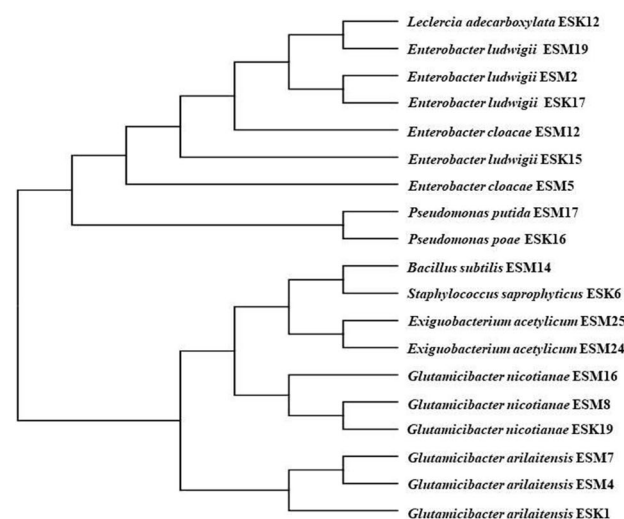 Leclercia adecarboxylata ESK12
Enterobacter ludwigii ESM19
Enterobacter ludwigii ESM2
Enterobacter ludwigii ESK17
Enterobacter cloacae ESM12
Enterobacter ludwigii ESK15
Enterobacter cloacae ESM5
Pseudomonas putida ESM17
Pseudomonas poae ESK16
Bacillus subtilis ESM14
Staphylococcus saprophyticus ESK6
Exiguobacterium acetylicum ESM25
Exiguobacterium acetylicum ESM24
Glutamicibacter nicotianae ESM16
Glutamicibacter nicotianae ESM8
Glutamicibacter nicotianae ESK19
Glutamicibacter arilaitensis ESM7
Glutamicibacter arilaitensis ESM4
Glutamicibacter arilaitensis ESK1